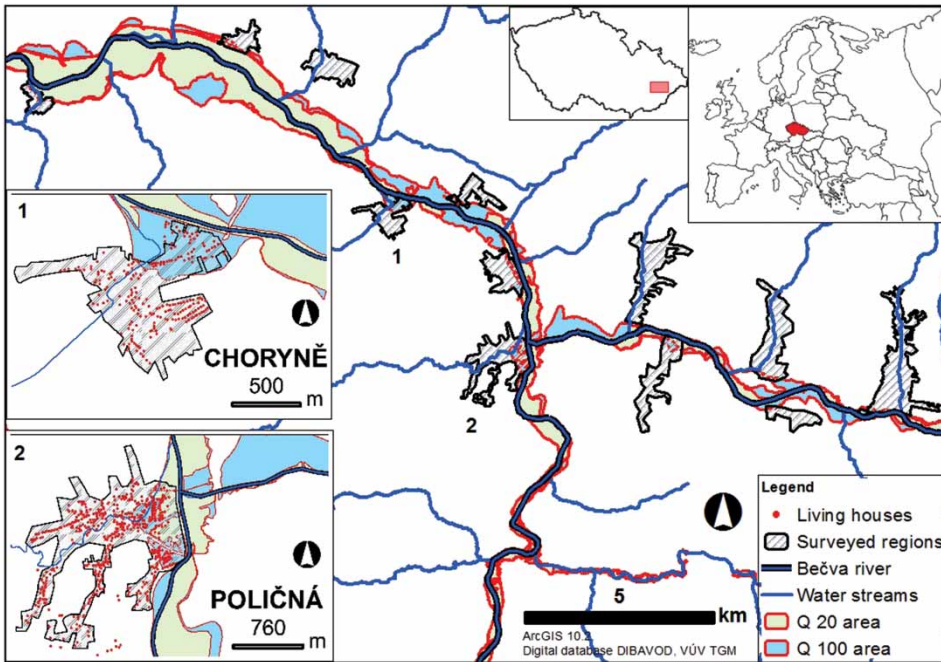 1
CHORYNĚ
500
m
2
POLIČNÁ
760
m
1
2
5
km
ArcGIS 10.2
Digital database DIBAVOD, VÚV TGM
Legend
Living houses
Surveyed regions
Bečva river
Water streams
Q 20 area
Q 100 area